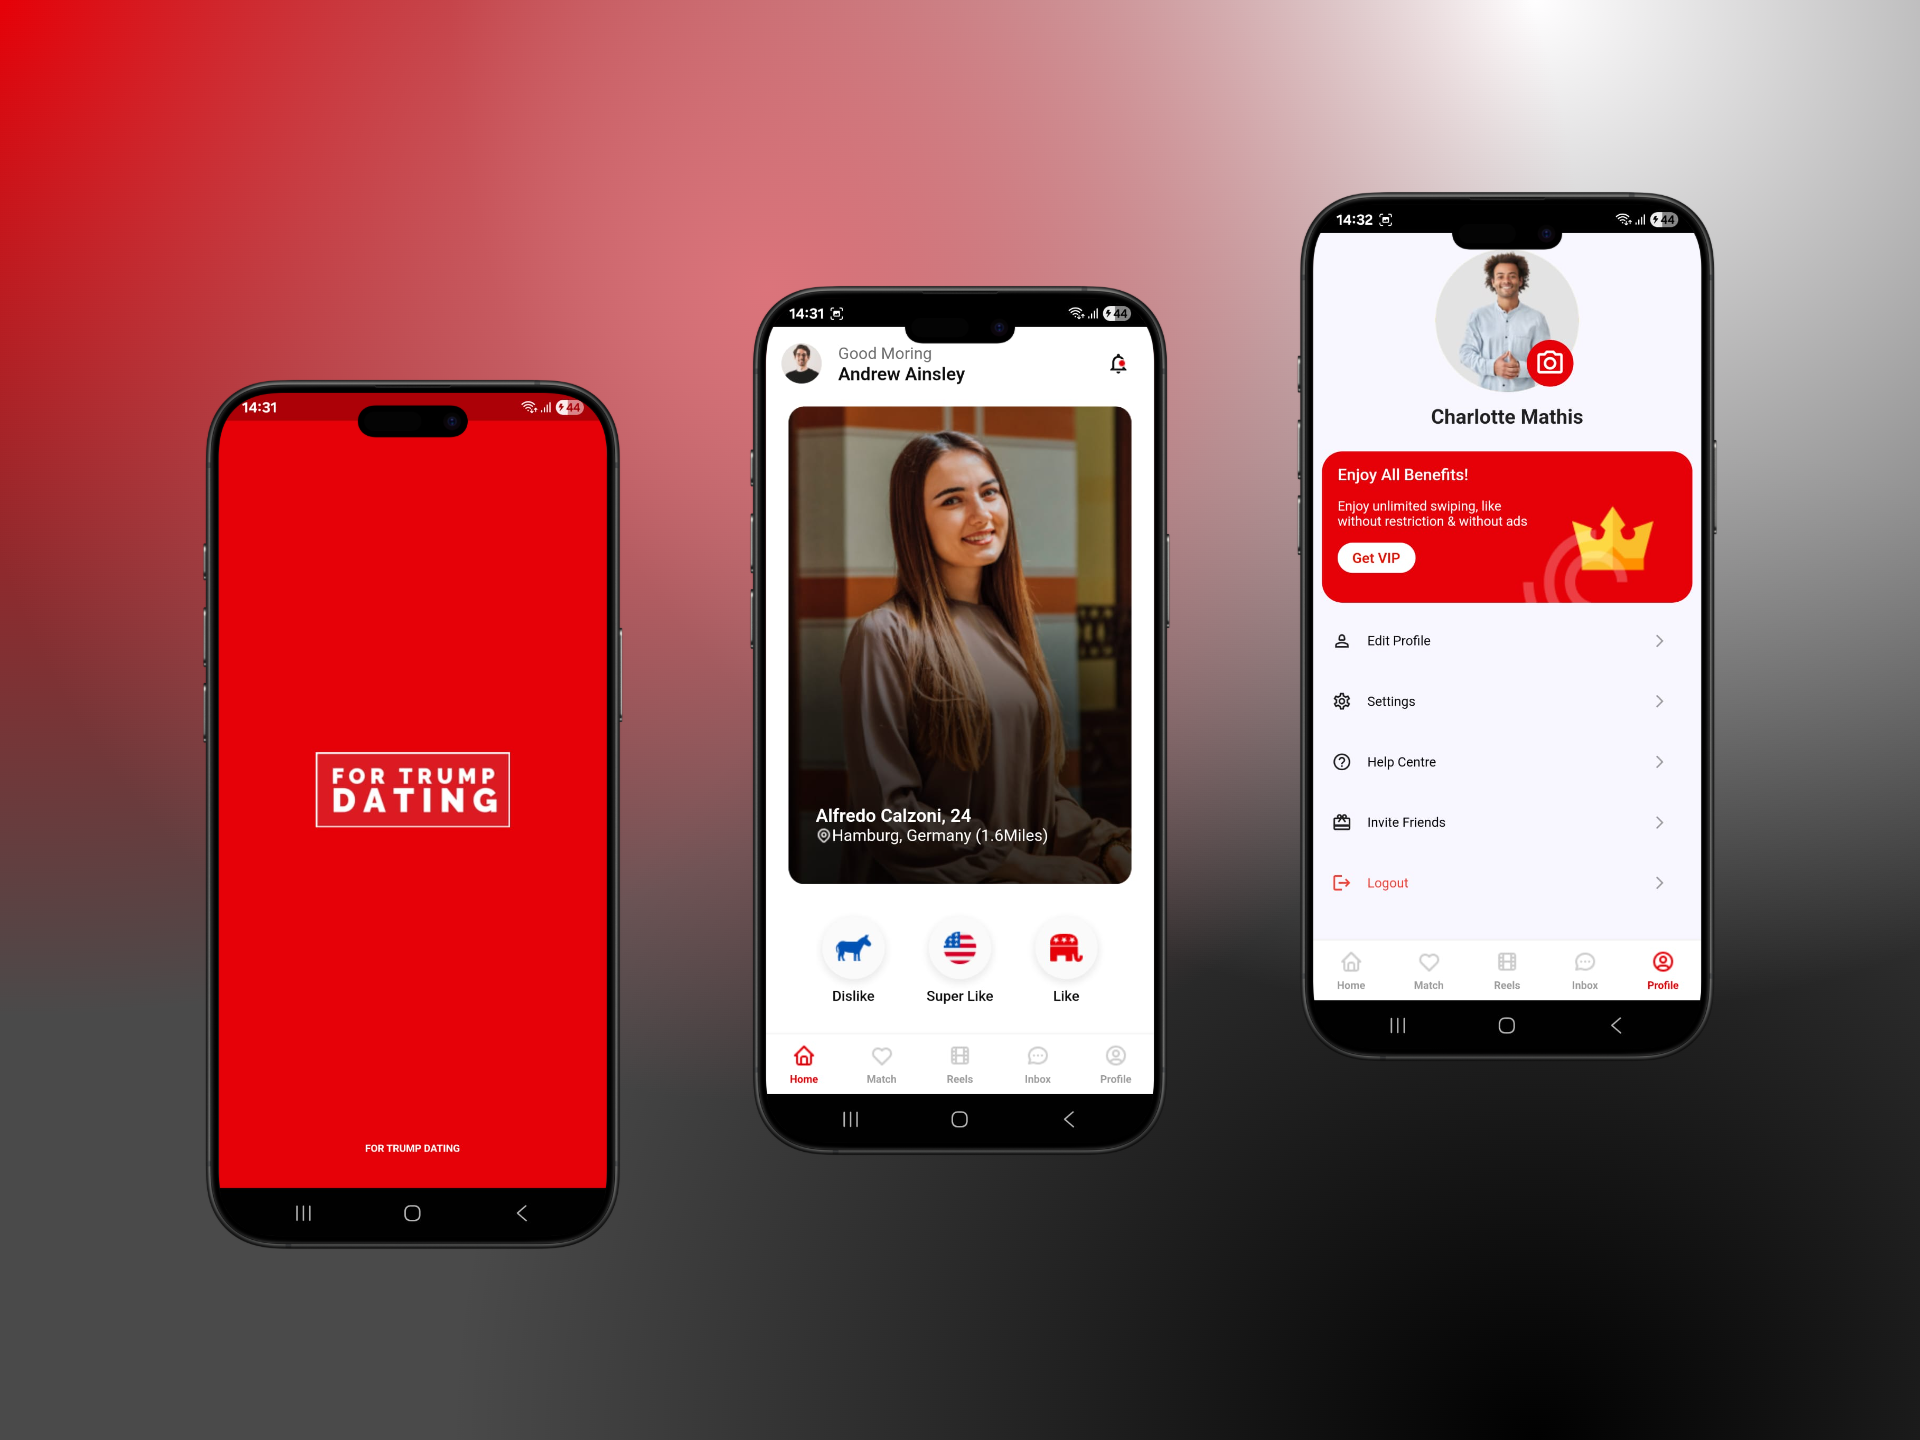 14:31
44
FOR TRUMP
DATING
FOR TRUMP DATING
14:31
44
Good Moring
Andrew Ainsley
Alfredo Calzoni, 24
Hamburg, Germany (1.6Miles)
Dislike
Super Like
Like
Home
Match
Reels
Inbox
Profile
14:32
44
Charlotte Mathis
Enjoy All Benefits!
Enjoy unlimited swiping, like
without restriction & without ads
Get VIP
Edit Profile
Settings
Help Centre
Invite Friends
Logout
Home
Match
Reels
Inbox
Profile